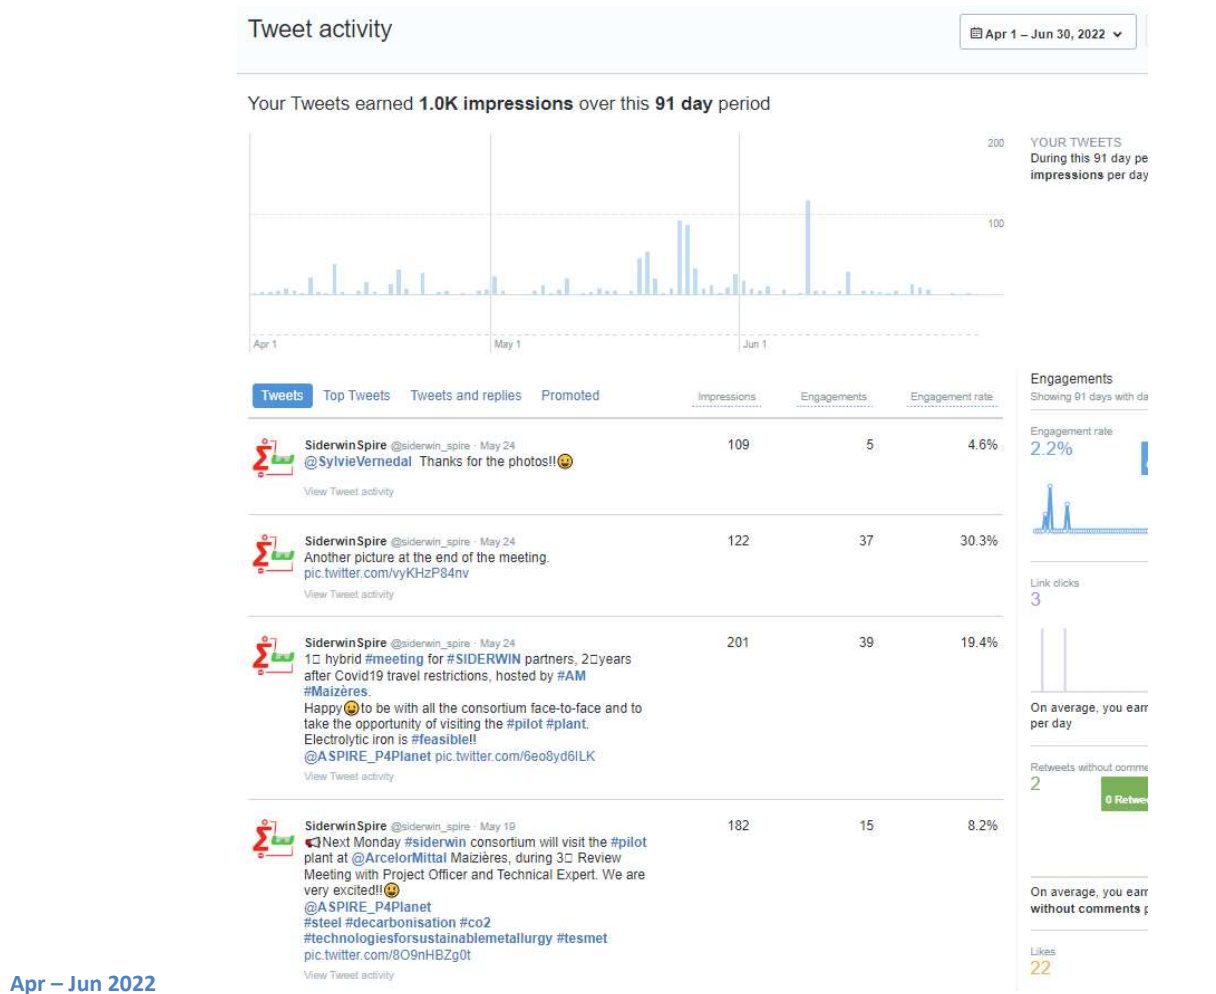 Tweet activity
Apr 1 – Jun 30, 2022
Your Tweets earned 1.0K impressions over this 91 day period
200
100
Apr 1
May 1
Jun 1
YOUR TWEETS
During this 91 day pe
impressions per day
Tweets Top Tweets Tweets and replies Promoted Impressions Engagements Engagement rate
SiderwinSpire @siderwin_spire · May 24 109 5 4.6%
@SylvieVernedal Thanks for the photos!!😀
View Tweet activity
SiderwinSpire @siderwin_spire · May 24 122 37 30.3%
Another picture at the end of the meeting.
pic.twitter.com/vyKHzP84nv
View Tweet activity
SiderwinSpire @siderwin_spire · May 24 201 39 19.4%
1□ hybrid #meeting for #SIDERWIN partners, 2□years
after Covid19 travel restrictions, hosted by #AM
#Maizères.
Happy😀to be with all the consortium face-to-face and to
take the opportunity of visiting the #pilot #plant.
Electrolytic iron is #feasible!!
@ASPIRE_P4Planet pic.twitter.com/6eo8yd6ILK
View Tweet activity
SiderwinSpire @siderwin_spire · May 19 182 15 8.2%
📢Next Monday #siderwin consortium will visit the #pilot
plant at @ArcelorMittal Maizières, during 3□ Review
Meeting with Project Officer and Technical Expert. We are
very excited!!😀
@ASPIRE_P4Planet
#steel #decarbonisation #co2
#technologiesforsustainablemetallurgy #tesmet
pic.twitter.com/8O9nHBZg0t
View Tweet activity
Engagements
Showing 91 days with da
Engagement rate
2.2%
Link clicks
3
On average, you earn
per day
Retweets without comme
2
0 Retwe
On average, you earn
without comments p
Likes
22
Apr – Jun 2022